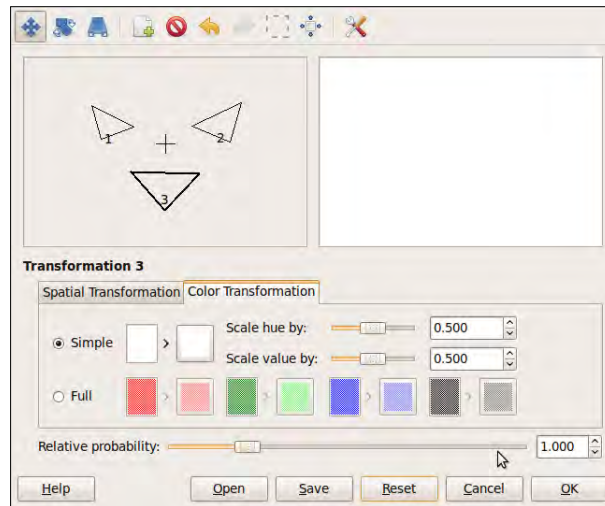 1
2
3
Transformation 3
Spatial Transformation Color Transformation
Simple > Scale hue by: 0.500
Scale value by: 0.500
Full > > > >
Relative probability: 1.000
Help Open Save Reset Cancel OK